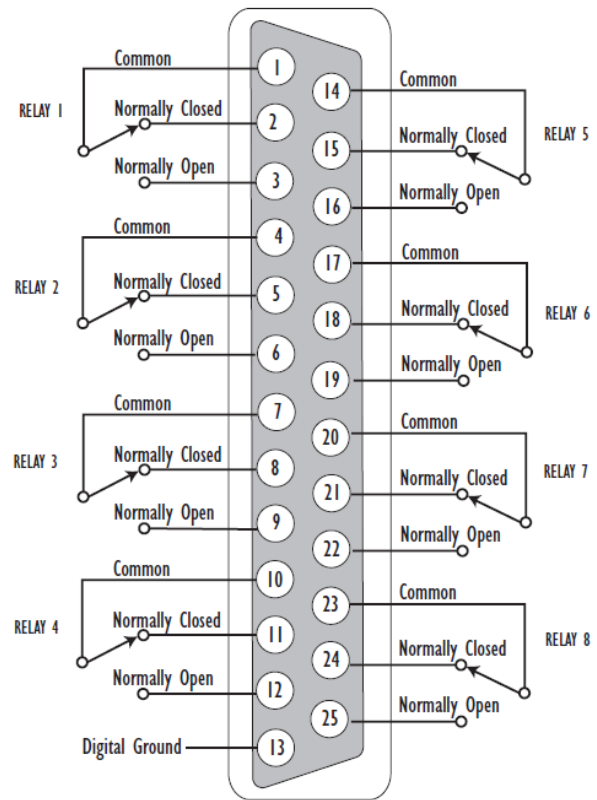 Common
1
RELAY 1
Normally Closed
2
Normally Open
3
Common
4
RELAY 2
Normally Closed
5
Normally Open
6
Common
7
RELAY 3
Normally Closed
8
Normally Open
9
Common
10
RELAY 4
Normally Closed
11
Normally Open
12
Digital Ground
13
14
Common
15
Normally Closed
RELAY 5
16
Normally Open
17
Common
18
Normally Closed
RELAY 6
19
Normally Open
20
Common
21
Normally Closed
RELAY 7
22
Normally Open
23
Common
24
Normally Closed
RELAY 8
25
Normally Open